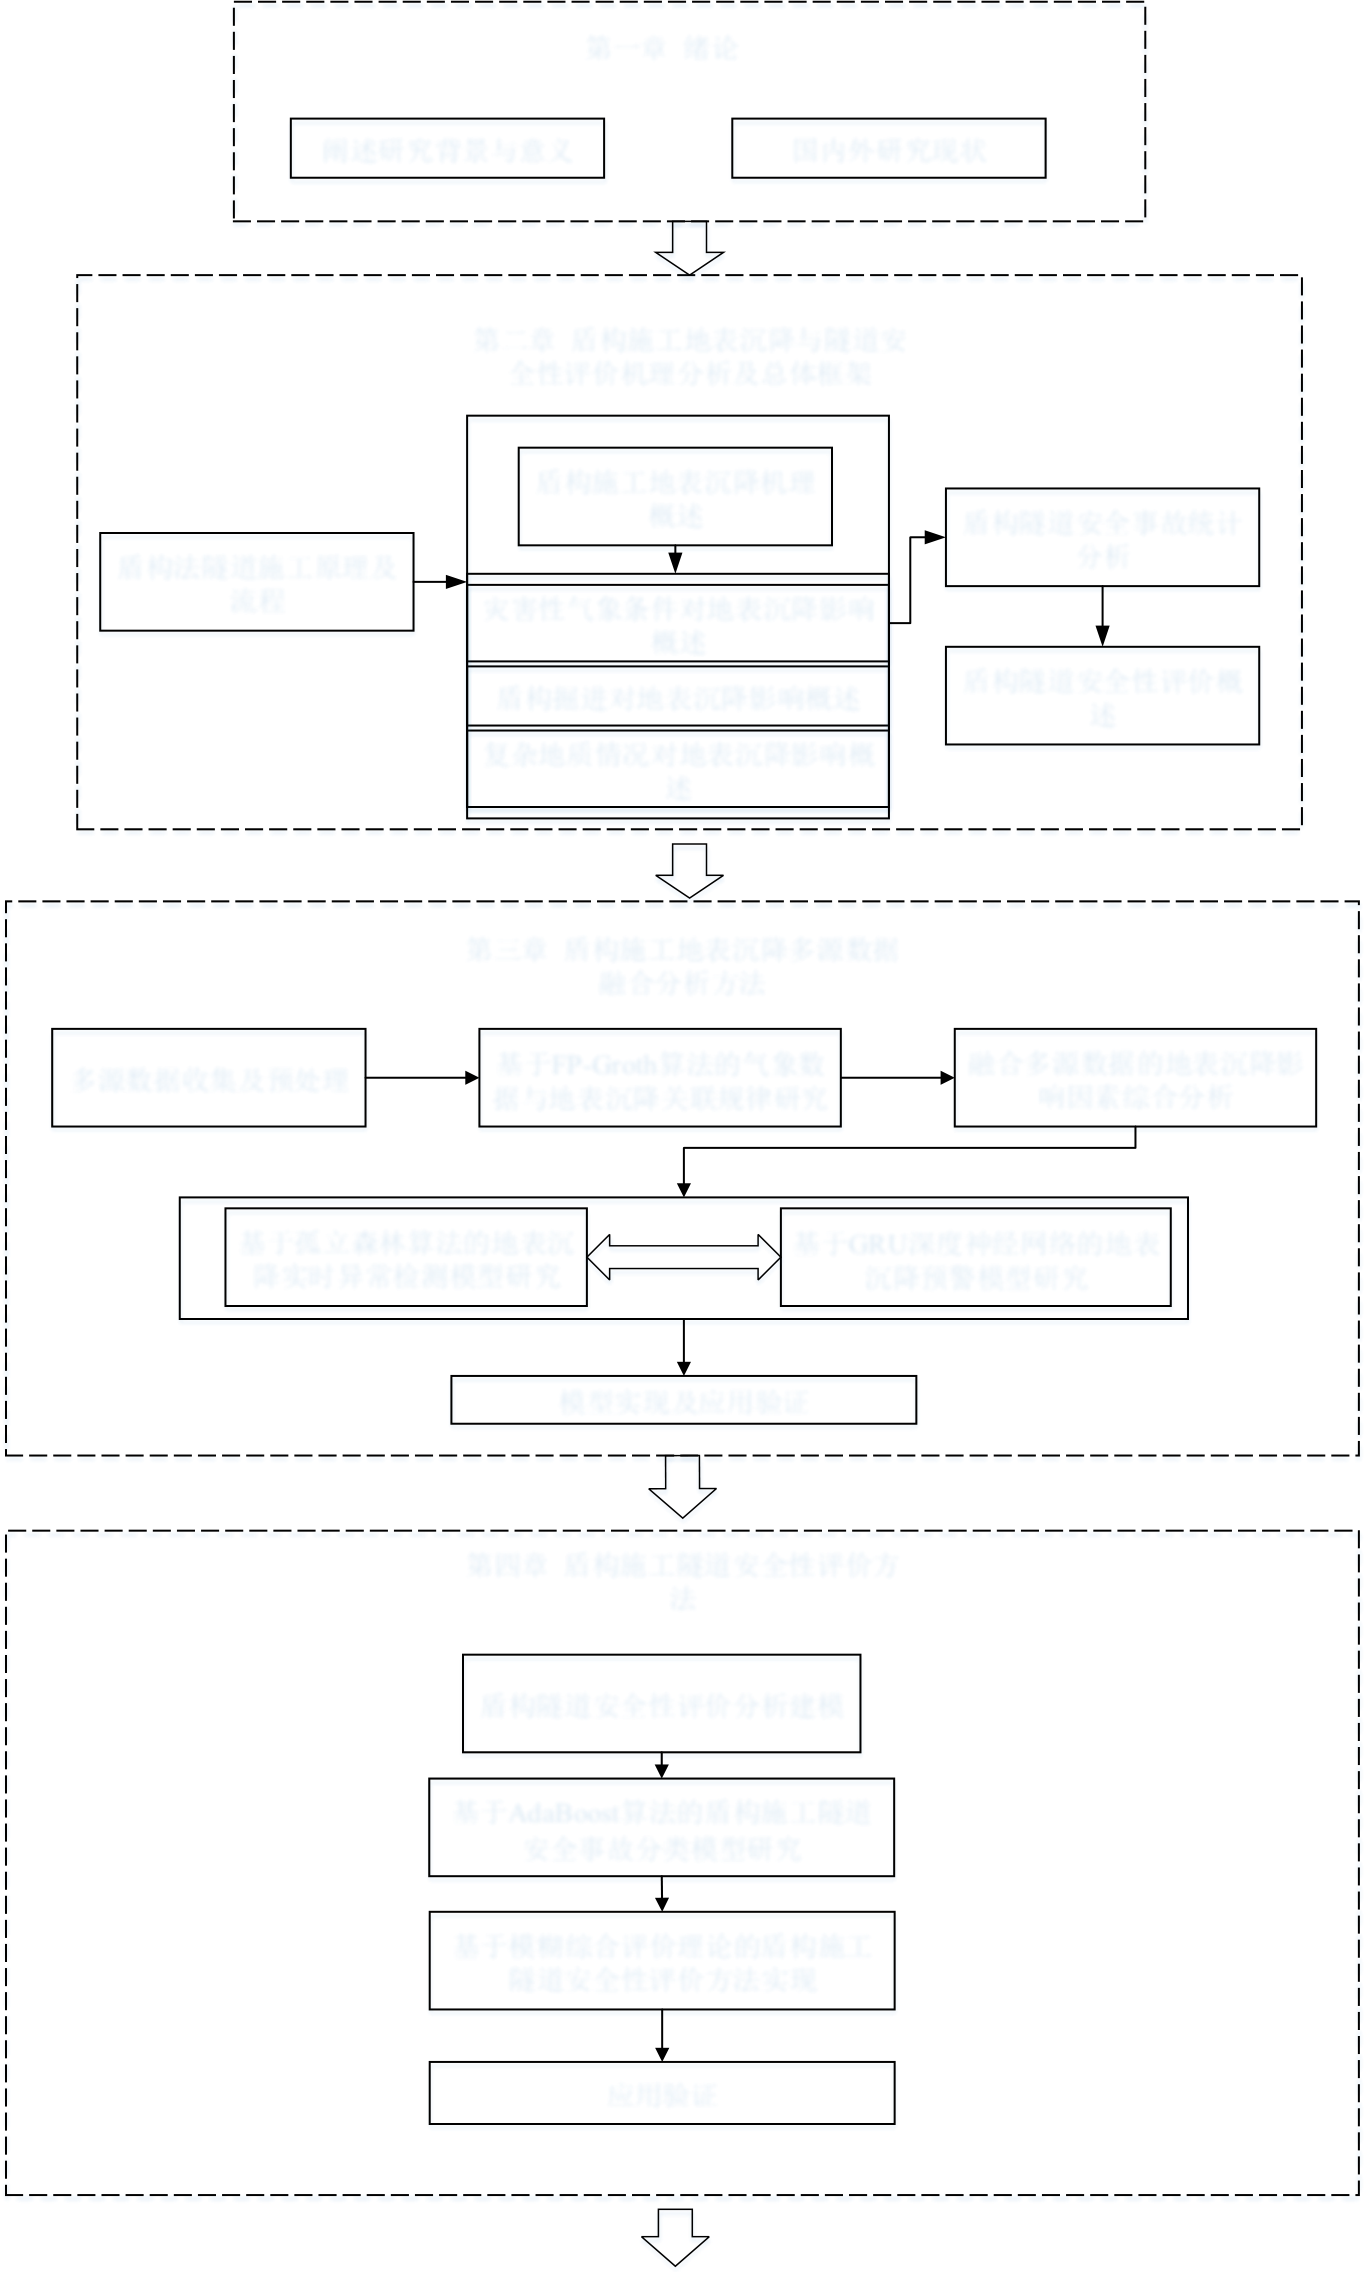 第一章 绪论
阐述研究背景与意义
国内外研究现状
第二章 盾构施工地表沉降与隧道安
全性评价机理分析及总体框架
盾构法隧道施工原理及
流程
盾构施工地表沉降机理
概述
灾害性气象条件对地表沉降影响
概述
盾构掘进对地表沉降影响概述
复杂地质情况对地表沉降影响概
述
盾构隧道安全事故统计
分析
盾构隧道安全性评价概
述
第三章 盾构施工地表沉降多源数据
融合分析方法
多源数据收集及预处理
基于FP-Groth算法的气象数
据与地表沉降关联规律研究
融合多源数据的地表沉降影
响因素综合分析
基于孤立森林算法的地表沉
降实时异常检测模型研究
基于GRU深度神经网络的地表
沉降预警模型研究
模型实现及应用验证
第四章 盾构施工隧道安全性评价方
法
盾构隧道安全性评价分析建模
基于AdaBoost算法的盾构施工隧道
安全事故分类模型研究
基于模糊综合评价理论的盾构施工
隧道安全性评价方法实现
应用验证